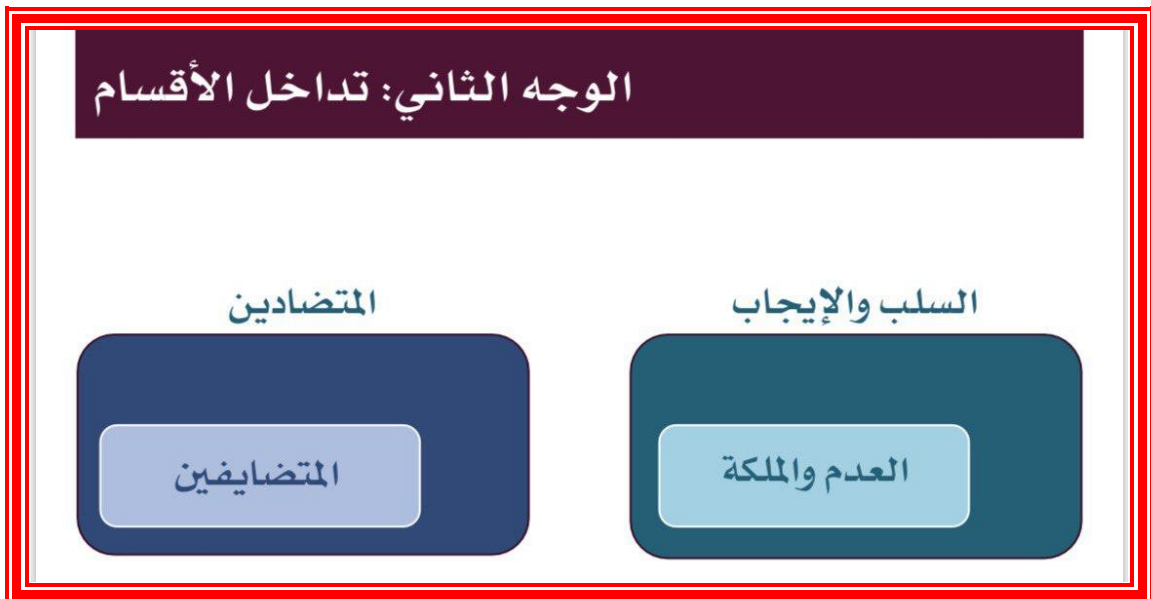 الوجه الثاني: تداخل الأقسام
السلب والإيجاب
العدم والملكة
المتضادين
المتضايفين